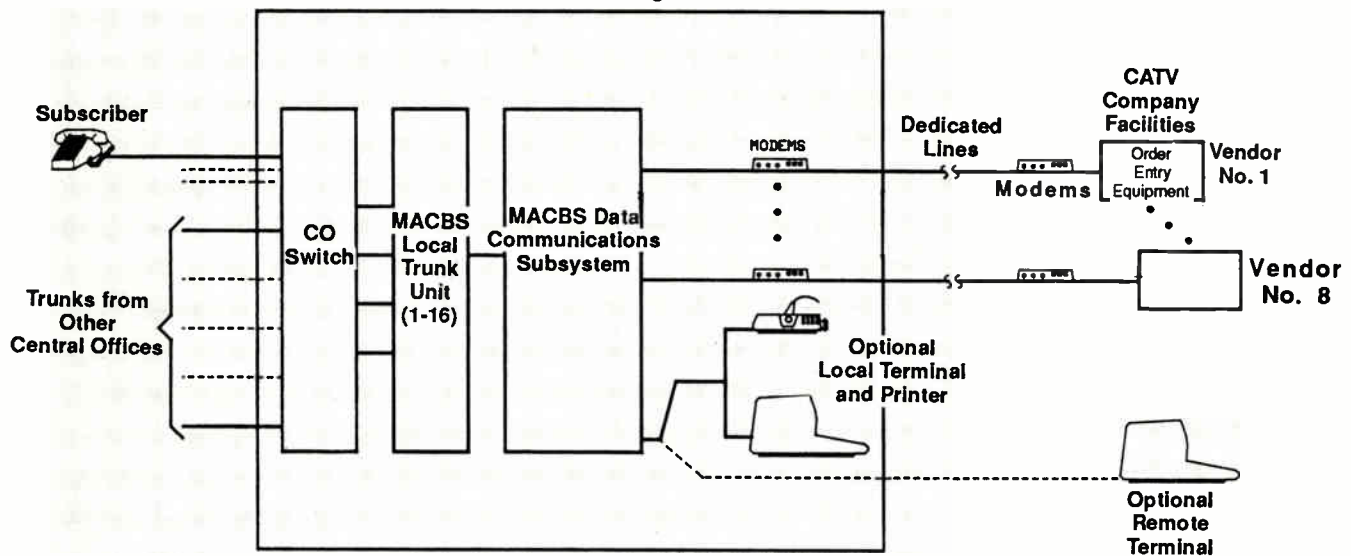 Subscriber
Trunks from
Other
Central Offices
CO
Switch
MACBS
Local
Trunk
Unit
(1-16)
MACBS Data
Communications
Subsystem
MODEMS
Optional
Local Terminal
and Printer
Dedicated
Lines
Modems
CATV
Company
Facilities
Order
Entry
Equipment
Vendor
No. 1
Vendor
No. 8
Optional
Remote
Terminal